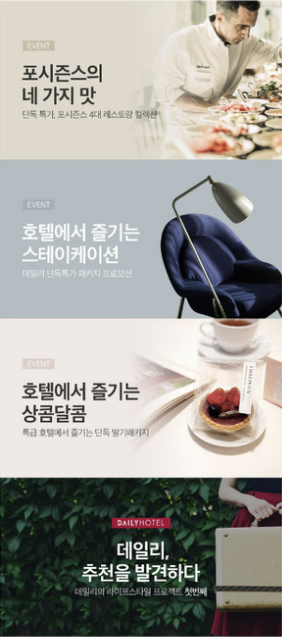 EVENT
포시즌스의
네 가지 맛
단독 특가, 포시즌스 4대 레스토랑 컬렉션
EVENT
호텔에서 즐기는
스테이케이션
데일리 단독특가 패키지 프로모션
EVENT
호텔에서 즐기는
상콤달콤
특급 호텔에서 즐기는 단독 딸기패키지
DAILYHOTEL
데일리,
추천을 발견하다
데일리의 라이프스타일 프로젝트 첫번째